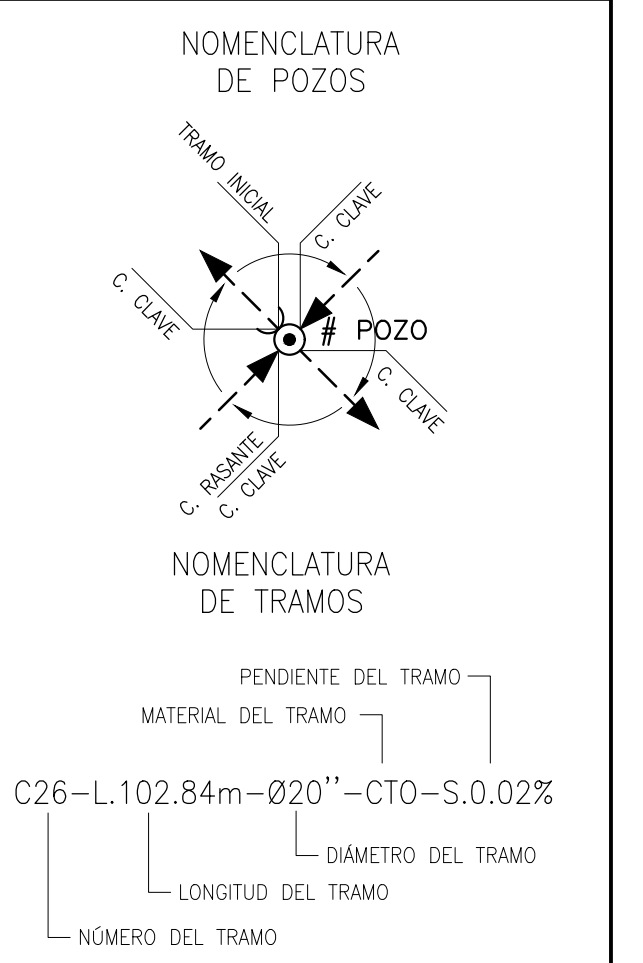 NOMENCLATURA
DE POZOS
TRAMO INICIAL
C. CLAVE
C. CLAVE
# POZO
C. CLAVE
C. RASANTE
C. CLAVE
NOMENCLATURA
DE TRAMOS
PENDIENTE DEL TRAMO
MATERIAL DEL TRAMO
C26-L.102.84m-Ø20''-CTO-S.0.02%
DIÁMETRO DEL TRAMO
LONGITUD DEL TRAMO
NÚMERO DEL TRAMO